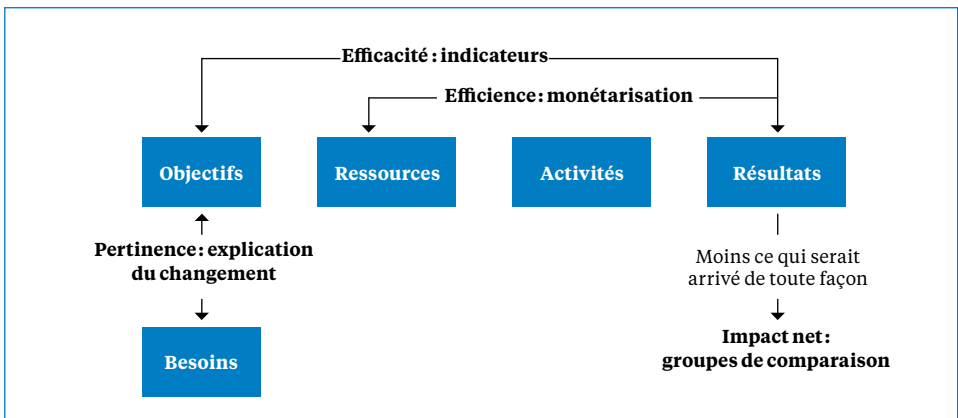 Efficacité : indicateurs
Efficience : monétarisation
Objectifs
Ressources
Activités
Résultats
Pertinence : explication
du changement
Moins ce qui serait
arrivé de toute façon
Besoins
Impact net :
groupes de comparaison